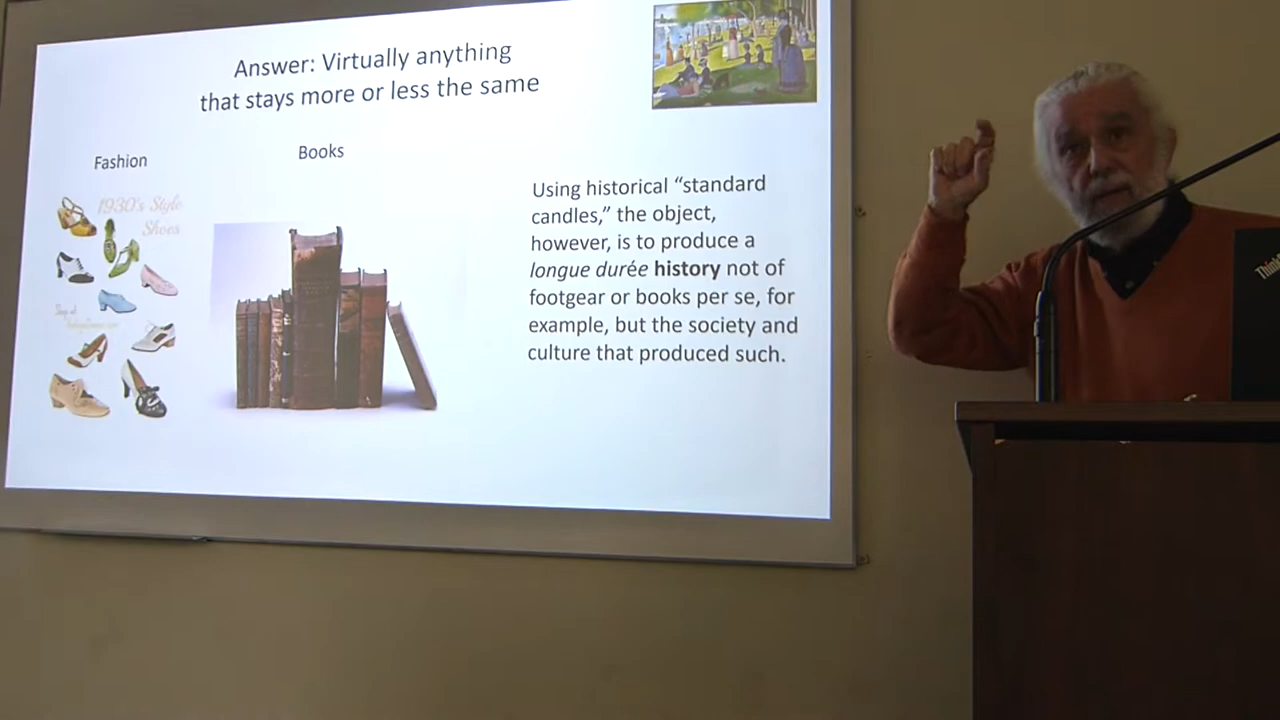 Answer: Virtually anything
that stays more or less the same
Fashion
Books
1930's Style
Shoes
Using historical “standard
candles,” the object,
however, is to produce a
longue durée history not of
footgear or books per se, for
example, but the society and
culture that produced such.
Think